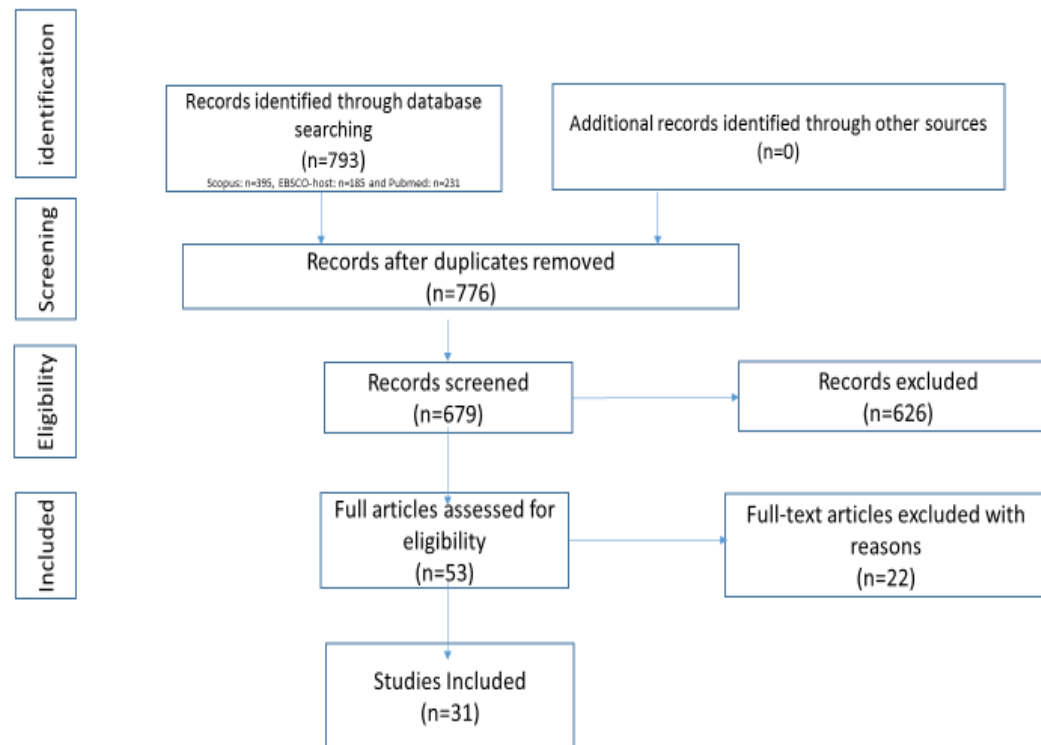 identification
Records identified through database
searching
(n=793)
Scopus: n=395, EBSCO-host: n=185 and Pubmed: n=231
Additional records identified through other sources
(n=0)
Screening
Records after duplicates removed
(n=776)
Eligibility
Records screened
(n=679)
Records excluded
(n=626)
Included
Full articles assessed for
eligibility
(n=53)
Full-text articles excluded with
reasons
(n=22)
Studies Included
(n=31)